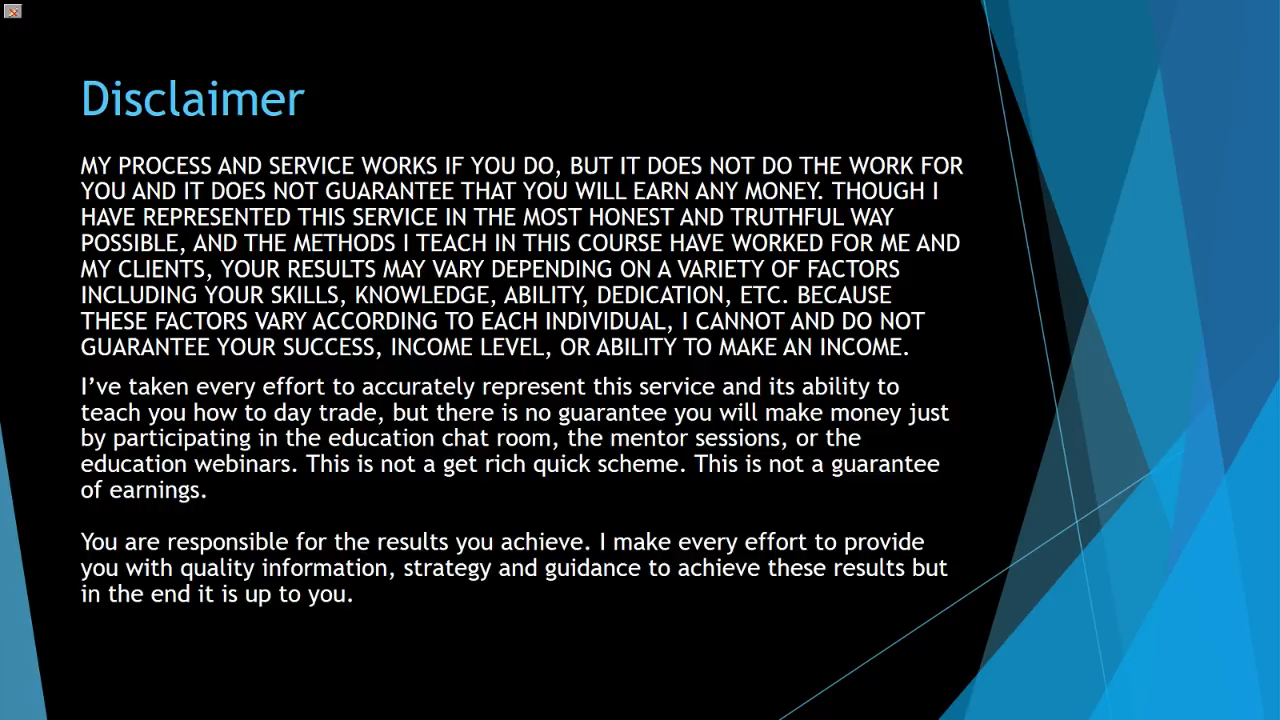 Disclaimer
MY PROCESS AND SERVICE WORKS IF YOU DO, BUT IT DOES NOT DO THE WORK FOR
YOU AND IT DOES NOT GUARANTEE THAT YOU WILL EARN ANY MONEY. THOUGH I
HAVE REPRESENTED THIS SERVICE IN THE MOST HONEST AND TRUTHFUL WAY
POSSIBLE, AND THE METHODS I TEACH IN THIS COURSE HAVE WORKED FOR ME AND
MY CLIENTS, YOUR RESULTS MAY VARY DEPENDING ON A VARIETY OF FACTORS
INCLUDING YOUR SKILLS, KNOWLEDGE, ABILITY, DEDICATION, ETC. BECAUSE
THESE FACTORS VARY ACCORDING TO EACH INDIVIDUAL, I CANNOT AND DO NOT
GUARANTEE YOUR SUCCESS, INCOME LEVEL, OR ABILITY TO MAKE AN INCOME.
I’ve taken every effort to accurately represent this service and its ability to
teach you how to day trade, but there is no guarantee you will make money just
by participating in the education chat room, the mentor sessions, or the
education webinars. This is not a get rich quick scheme. This is not a guarantee
of earnings.
You are responsible for the results you achieve. I make every effort to provide
you with quality information, strategy and guidance to achieve these results but
in the end it is up to you.